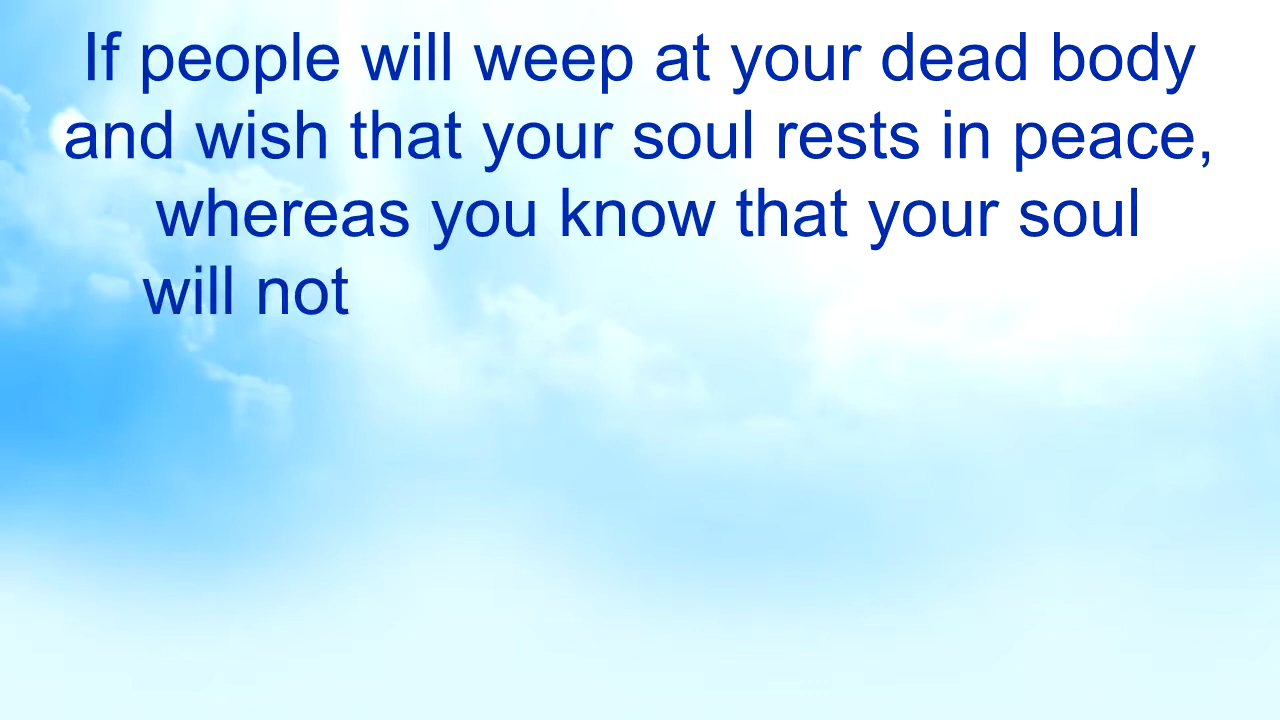 If people will weep at your dead body
and wish that your soul rests in peace,
whereas you know that your soul
will not